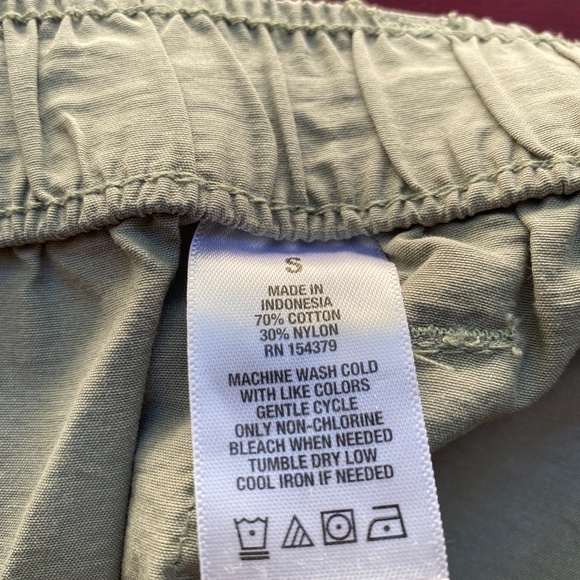 S
MADE IN
INDONESIA
70% COTTON
30% NYLON
RN 154379
MACHINE WASH COLD
WITH LIKE COLORS
GENTLE CYCLE
ONLY NON-CHLORINE
BLEACH WHEN NEEDED
TUMBLE DRY LOW
COOL IRON IF NEEDED